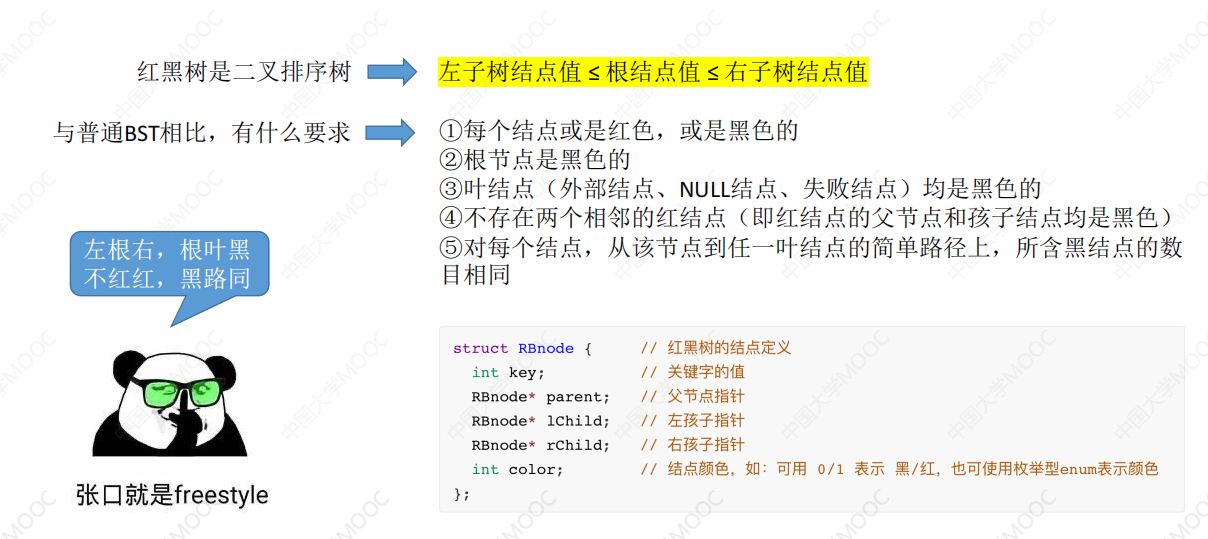 红黑树是二叉排序树
左子树结点值 ≤ 根结点值 ≤ 右子树结点值
与普通BST相比，有什么要求
①每个结点或是红色，或是黑色的
②根节点是黑色的
③叶结点（外部结点、NULL结点、失败结点）均是黑色的
④不存在两个相邻的红结点（即红结点的父节点和孩子结点均是黑色）
⑤对每个结点，从该节点到任一叶结点的简单路径上，所含黑结点的数
目相同
左根右，根叶黑
不红红，黑路同
张口就是freestyle
struct RBnode { // 红黑树的结点定义
int key; // 关键字的值
RBnode* parent; // 父节点指针
RBnode* lChild; // 左孩子指针
RBnode* rChild; // 右孩子指针
int color; // 结点颜色，如：可用 0/1 表示 黑/红，也可使用枚举型enum表示颜色
};
中国大学MOOC